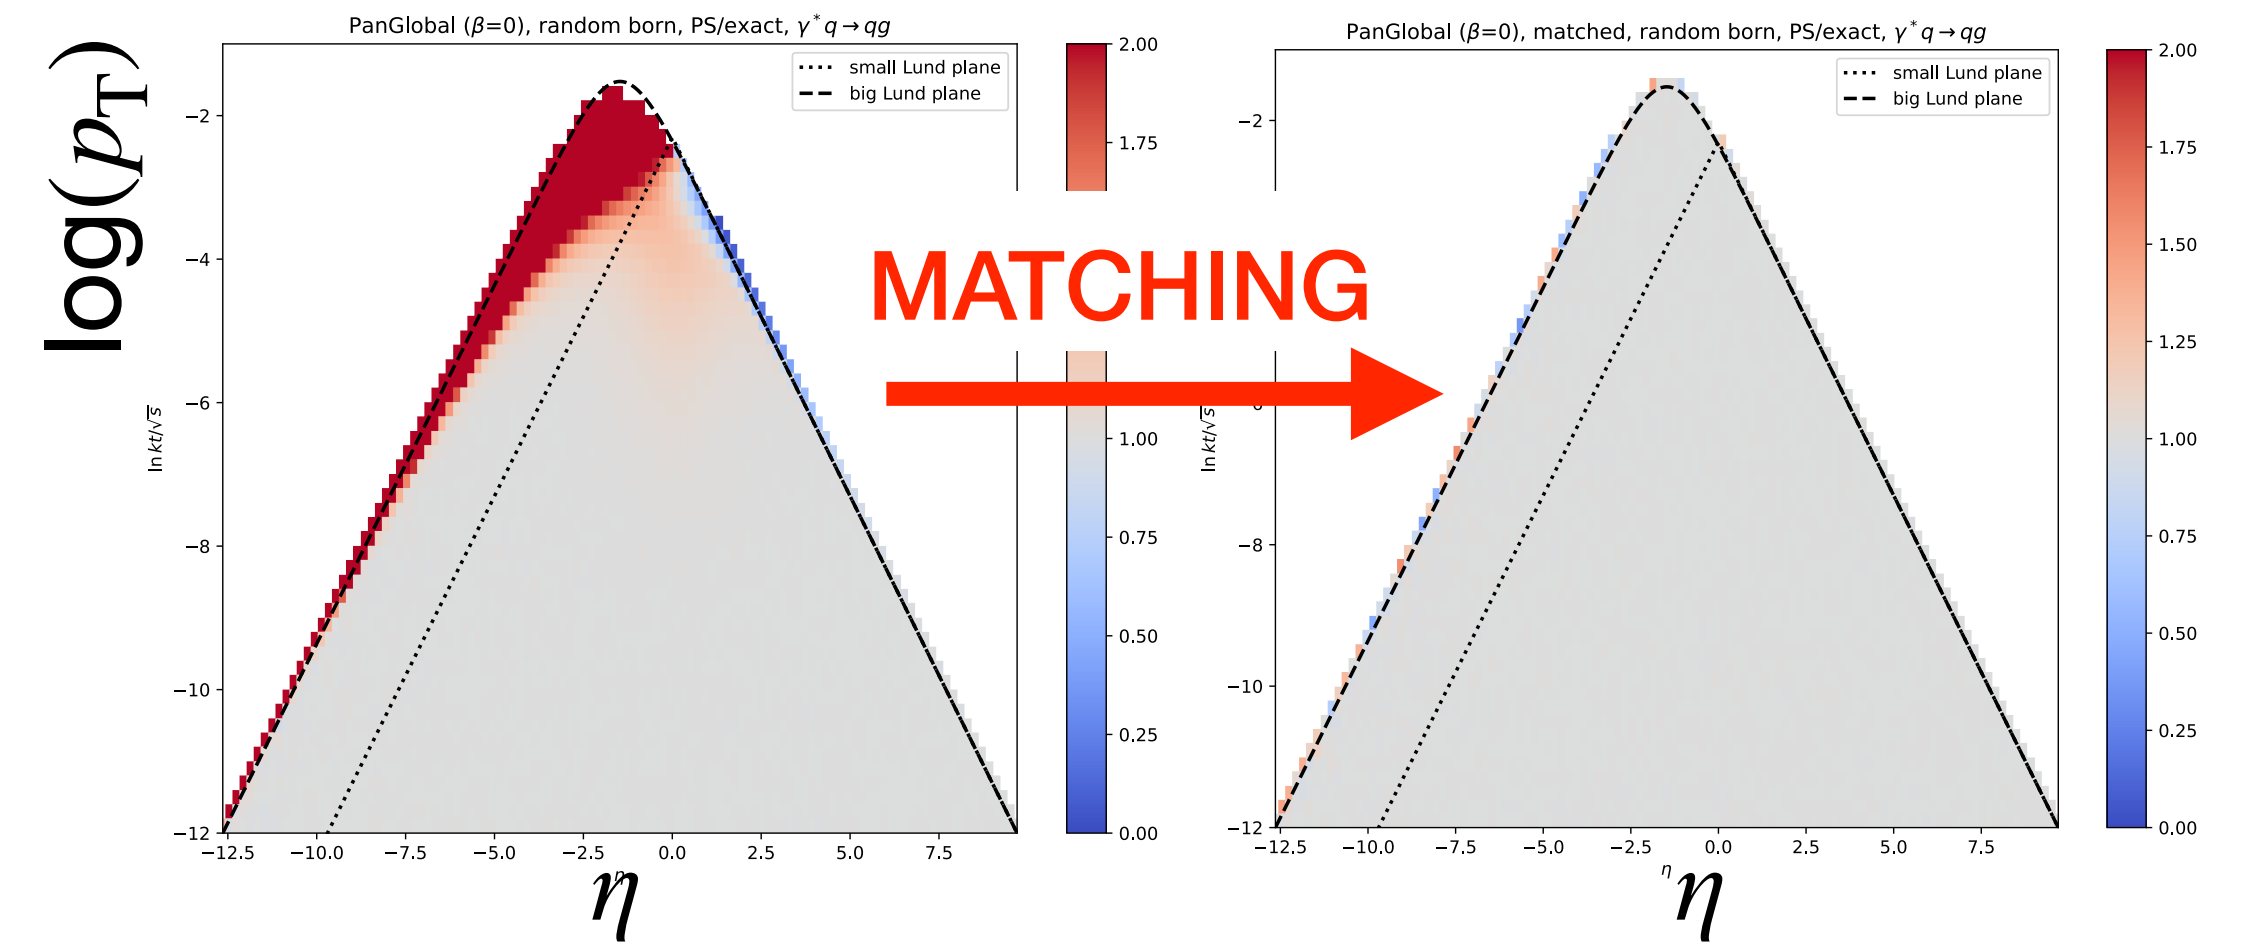 PanGlobal (β=0), random born, PS/exact, γ*q→qg
log(pT)
ln kt/√s
small Lund plane
big Lund plane
−2
−4
−6
−8
−10
−12
−12.5 −10.0 −7.5 −5.0 −2.5 0.0 2.5 5.0 7.5
η
η
2.00
1.75
1.00
0.75
0.50
0.25
0.00
MATCHING
PanGlobal (β=0), matched, random born, PS/exact, γ*q→qg
ln kt/√s
small Lund plane
big Lund plane
−2
−8
−10
−12
−12.5 −10.0 −7.5 −5.0 −2.5 0.0 2.5 5.0 7.5
η
η
2.00
1.75
1.50
1.25
1.00
0.75
0.50
0.25
0.00